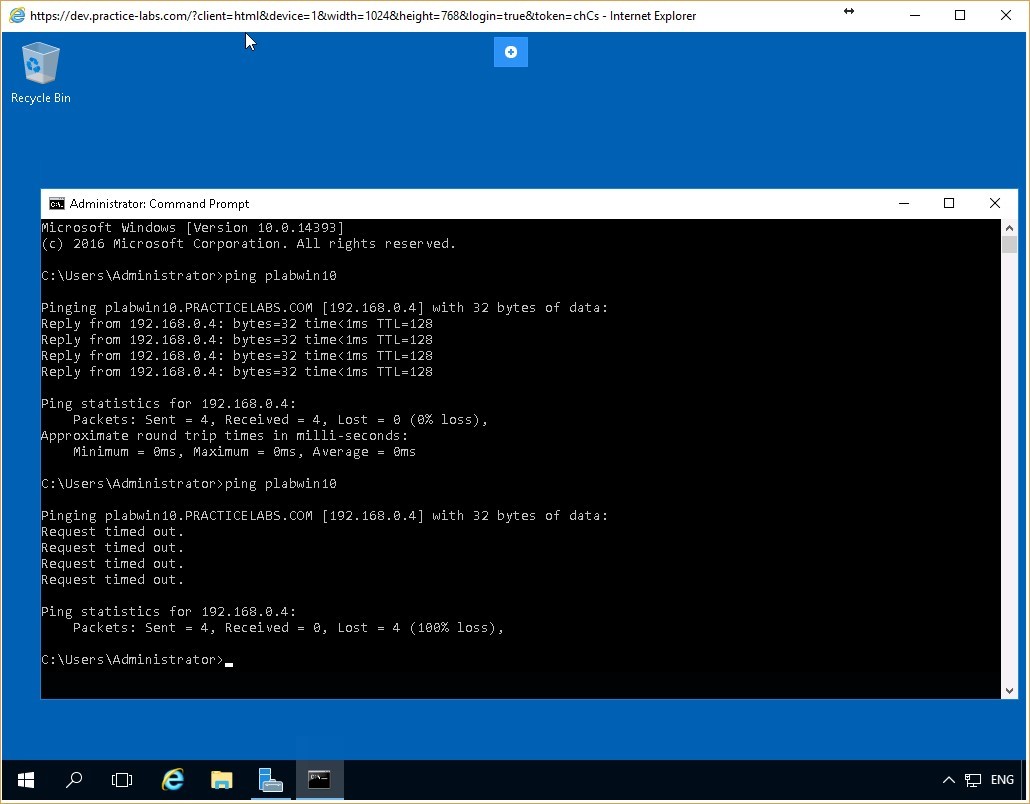 https://dev.practice-labs.com/?client=html&device=1&width=1024&height=768&login=true&token=chCs - Internet Explorer
Recycle Bin
Administrator: Command Prompt
Microsoft Windows [Version 10.0.14393]
(c) 2016 Microsoft Corporation. All rights reserved.
C:\Users\Administrator>ping plabwin10
Pinging plabwin10.PRACTICELABS.COM [192.168.0.4] with 32 bytes of data:
Reply from 192.168.0.4: bytes=32 time<1ms TTL=128
Reply from 192.168.0.4: bytes=32 time<1ms TTL=128
Reply from 192.168.0.4: bytes=32 time<1ms TTL=128
Reply from 192.168.0.4: bytes=32 time<1ms TTL=128
Ping statistics for 192.168.0.4:
Packets: Sent = 4, Received = 4, Lost = 0 (0% loss),
Approximate round trip times in milli-seconds:
Minimum = 0ms, Maximum = 0ms, Average = 0ms
C:\Users\Administrator>ping plabwin10
Pinging plabwin10.PRACTICELABS.COM [192.168.0.4] with 32 bytes of data:
Request timed out.
Request timed out.
Request timed out.
Request timed out.
Ping statistics for 192.168.0.4:
Packets: Sent = 4, Received = 0, Lost = 4 (100% loss),
C:\Users\Administrator>
ENG